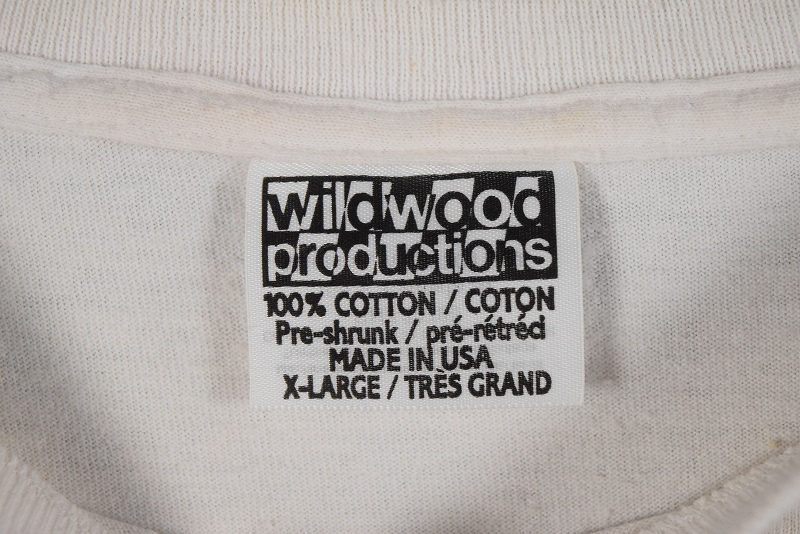 wildwood
productions
100% COTTON / COTON
Pre-shrunk / pré-rétréci
MADE IN USA
X-LARGE / TRÈS GRAND